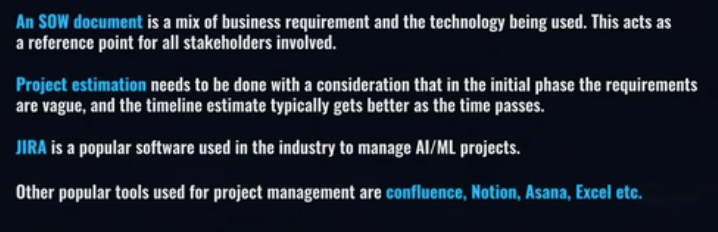 An SOW document is a mix of business requirement and the technology being used. This acts as
a reference point for all stakeholders involved.
Project estimation needs to be done with a consideration that in the initial phase the requirements
are vague, and the timeline estimate typically gets better as the time passes.
JIRA is a popular software used in the industry to manage AI/ML projects.
Other popular tools used for project management are confluence, Notion, Asana, Excel etc.